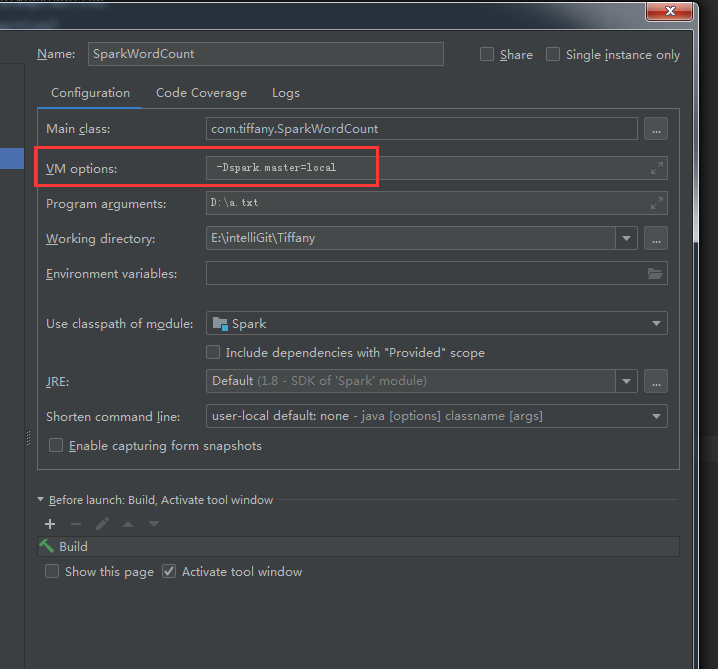 Name: SparkWordCount Share Single instance only
Configuration Code Coverage Logs
Main class: com.tiffany.SparkWordCount ...
VM options: -Dspark.master=local
Program arguments: D:\a.txt
Working directory: E:\intelliGit\Tiffany ...
Environment variables:
Use classpath of module: Spark
Include dependencies with "Provided" scope
JRE: Default (1.8 - SDK of 'Spark' module) ...
Shorten command line: user-local default: none - java [options] classname [args]
Enable capturing form snapshots
Before launch: Build, Activate tool window
Build
Show this page Activate tool window